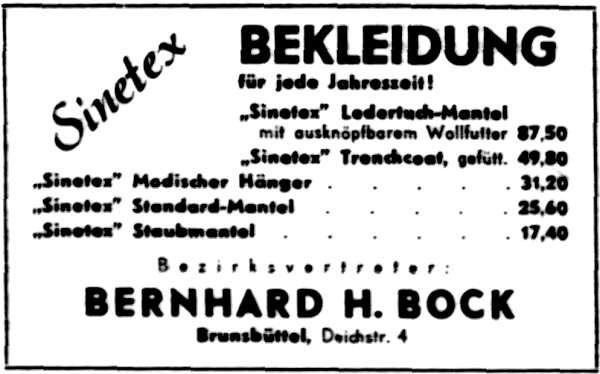 Sinetex
BEKLEIDUNG
für jede Jahreszeit!
„Sinetex" Ledertuch-Mantel
mit ausknöpfbarem Wollfutter 87,50
„Sinetex" Trenchcoat, gefütt. 49,80
„Sinetex" Modischer Hänger . . . . . 31,20
„Sinetex" Standard-Mantel . . . . . 25,60
„Sinetex" Staubmantel . . . . . 17,40
Bezirksvertreter:
BERNHARD H. BOCK
Brunsbüttel, Deichstr. 4